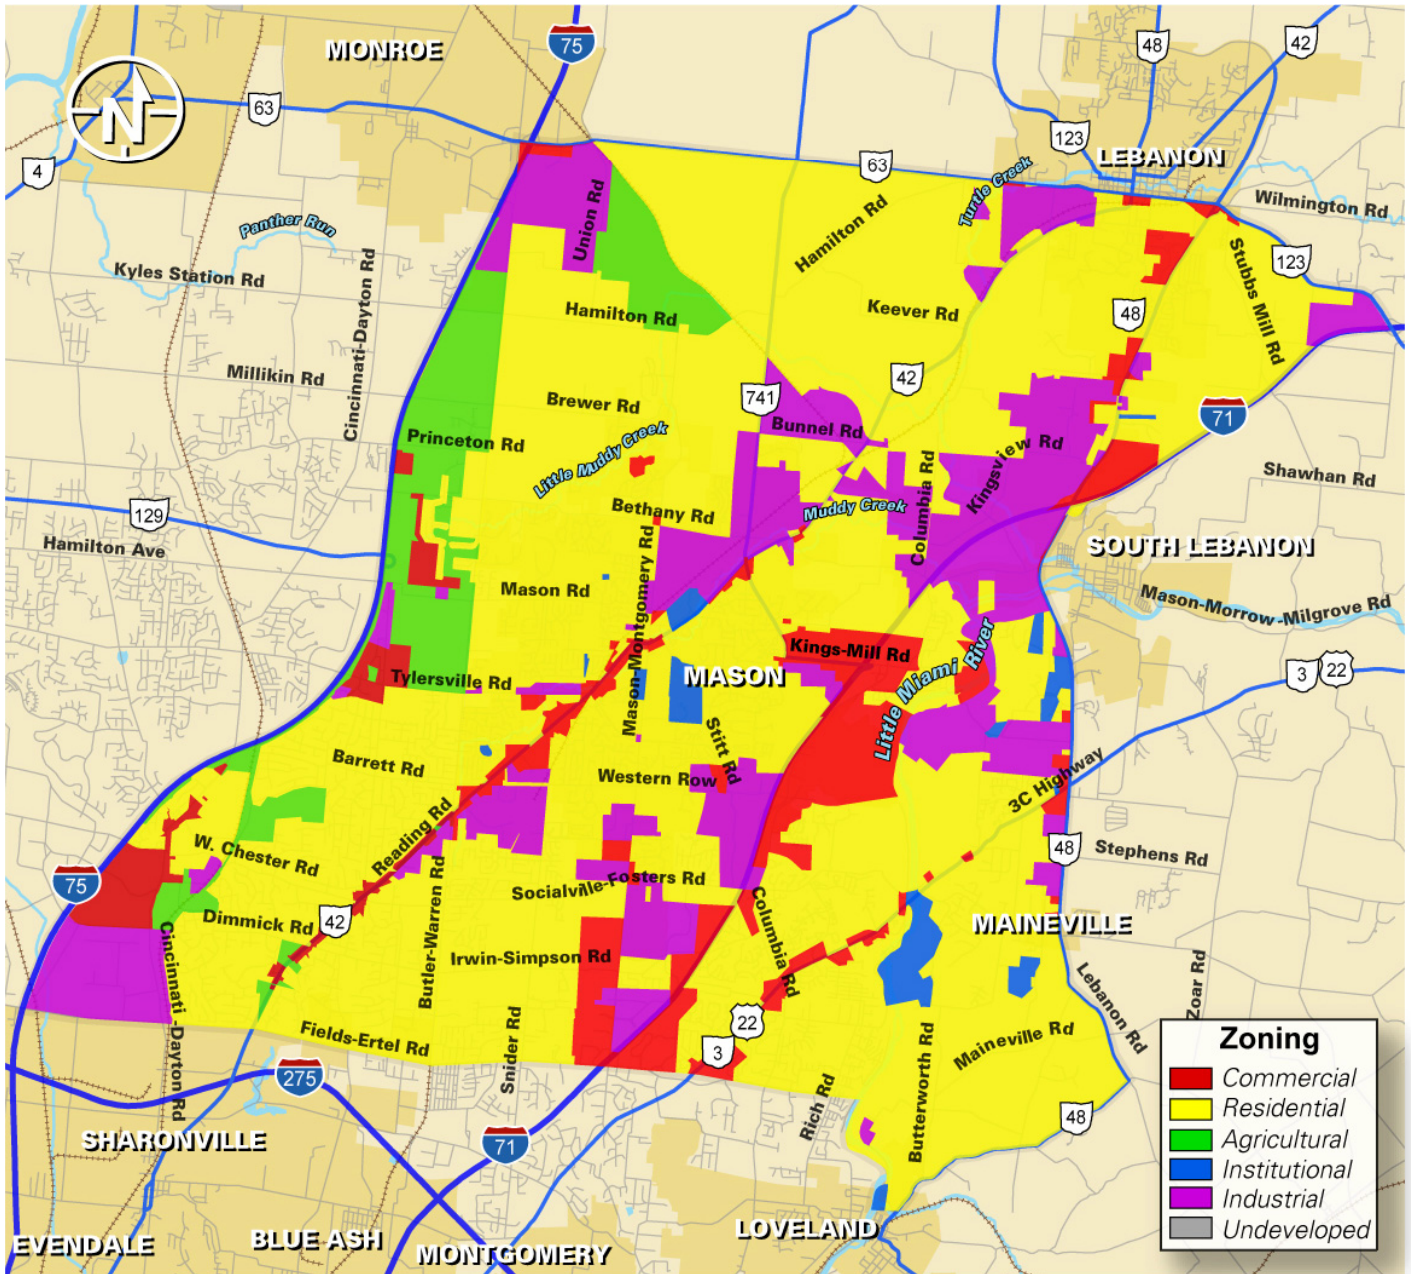 MONROE
75
48
42
N
63
123
LEBANON
4
63
Turtle Creek
Wilmington Rd
Panther Run
Union Rd
Hamilton Rd
Stubbs Mill Rd
123
Kyles Station Rd
Cincinnati-Dayton Rd
Hamilton Rd
Keever Rd
48
Millikin Rd
42
Brewer Rd
741
Bunnel Rd
71
Princeton Rd
Little Muddy Creek
Columbia Rd
Kingsview Rd
Shawhan Rd
129
Bethany Rd
Muddy Creek
Hamilton Ave
SOUTH LEBANON
Mason Rd
Mason-Montgomery Rd
Mason-Morrow-Milgrove Rd
Kings-Mill Rd
Little Miami River
Tylersville Rd
MASON
3
22
Stitt Rd
Barrett Rd
Western Row
3C Highway
Reading Rd
W. Chester Rd
48
Stephens Rd
75
Butler-Warren Rd
Socialville-Fosters Rd
Dimmick Rd
42
Columbia Rd
MAINEVILLE
Cincinnati-Dayton Rd
Irwin-Simpson Rd
Lebanon Rd
Zoar Rd
22
Fields-Ertel Rd
Snider Rd
3
Butterworth Rd
Maineville Rd
275
Rich Rd
48
SHARONVILLE
71
EVENDALE
BLUE ASH
MONTGOMERY
LOVELAND
Zoning
Commercial
Residential
Agricultural
Institutional
Industrial
Undeveloped